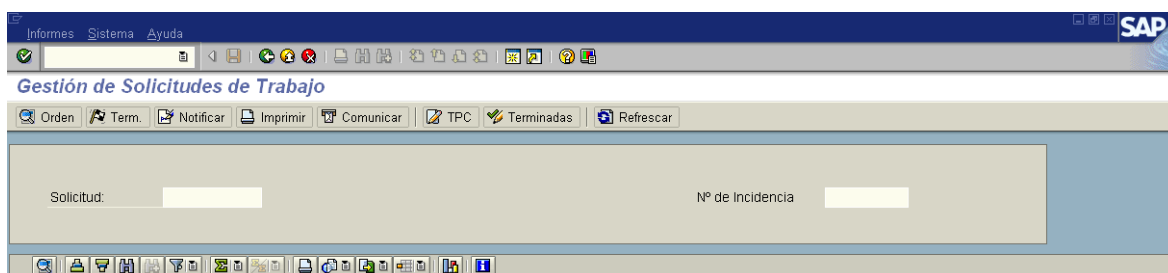 Informes Sistema Ayuda
SAP
Gestión de Solicitudes de Trabajo
Orden Term. Notificar Imprimir Comunicar TPC Terminadas Refrescar
Solicitud: Nº de Incidencia